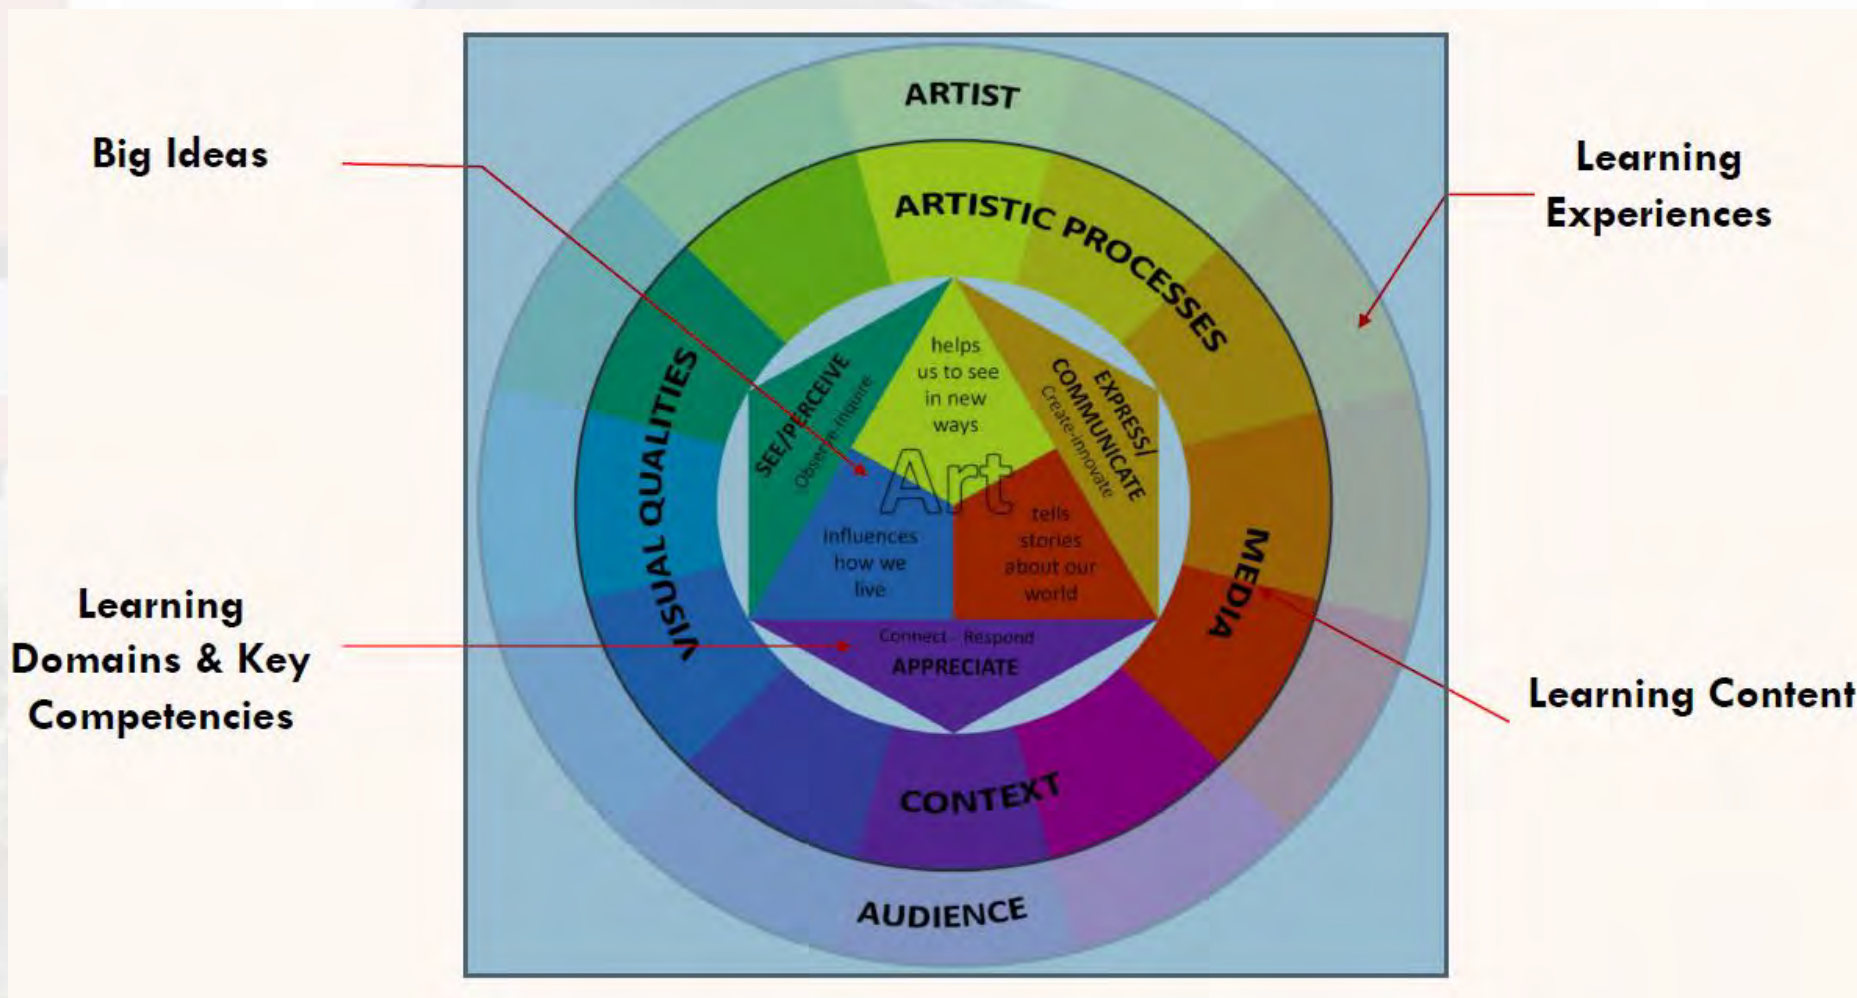 Big Ideas
Learning
Domains & Key
Competencies
ARTIST
ARTISTIC PROCESSES
VISUAL QUALITIES
SEE/PERCEIVE
Observe-Inquire
helps
us to see
in new
ways
EXPRESS/
COMMUNICATE
Create-innovate
Art
influences
how we
live
tells
stories
about our
world
Connect - Respond
APPRECIATE
MEDIA
CONTEXT
AUDIENCE
Learning
Experiences
Learning Content